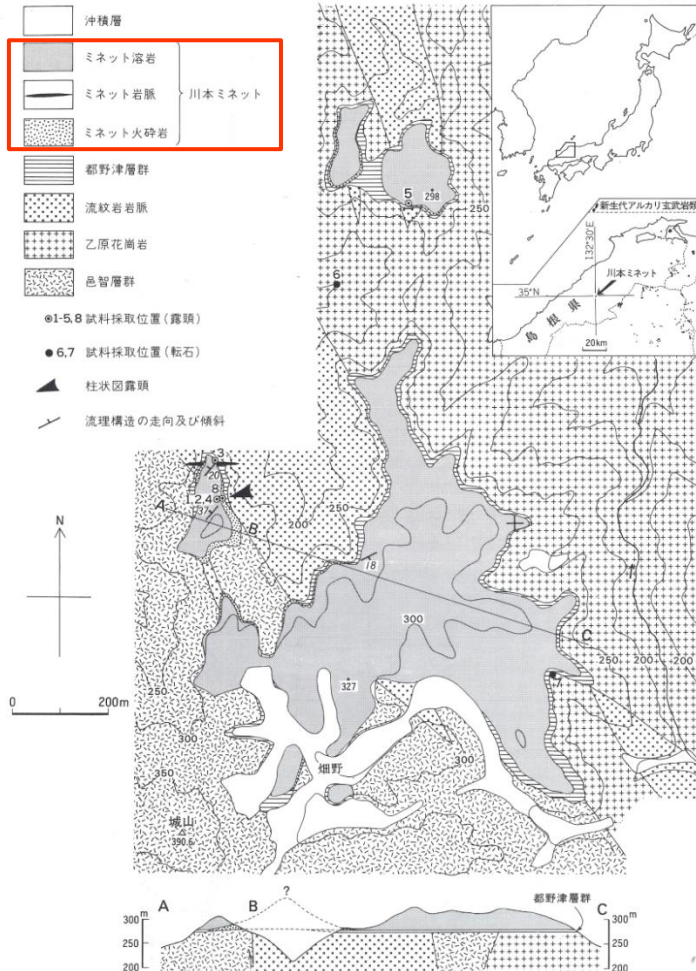 沖積層
ミネット溶岩
ミネット岩脈
ミネット火砕岩
川本ミネット
都野津層群
流紋岩岩脈
乙原花崗岩
邑智層群
1-5,8 試料採取位置(露頭)
6,7 試料採取位置(転石)
柱状図露頭
流理構造の走向及び傾斜
新生代アルカリ玄武岩類
132°30'E
35°N
川本ミネット
島根県
20km
298
5
250
6
3
20
8
1,2,4
37
A
B
200
250
18
N
300
C
200
200
250
7
327
0
200m
250
300
350
畑野
300
城山
390.6
都野津層群
A
B
?
C
300
m
250
200
300
m
250
200